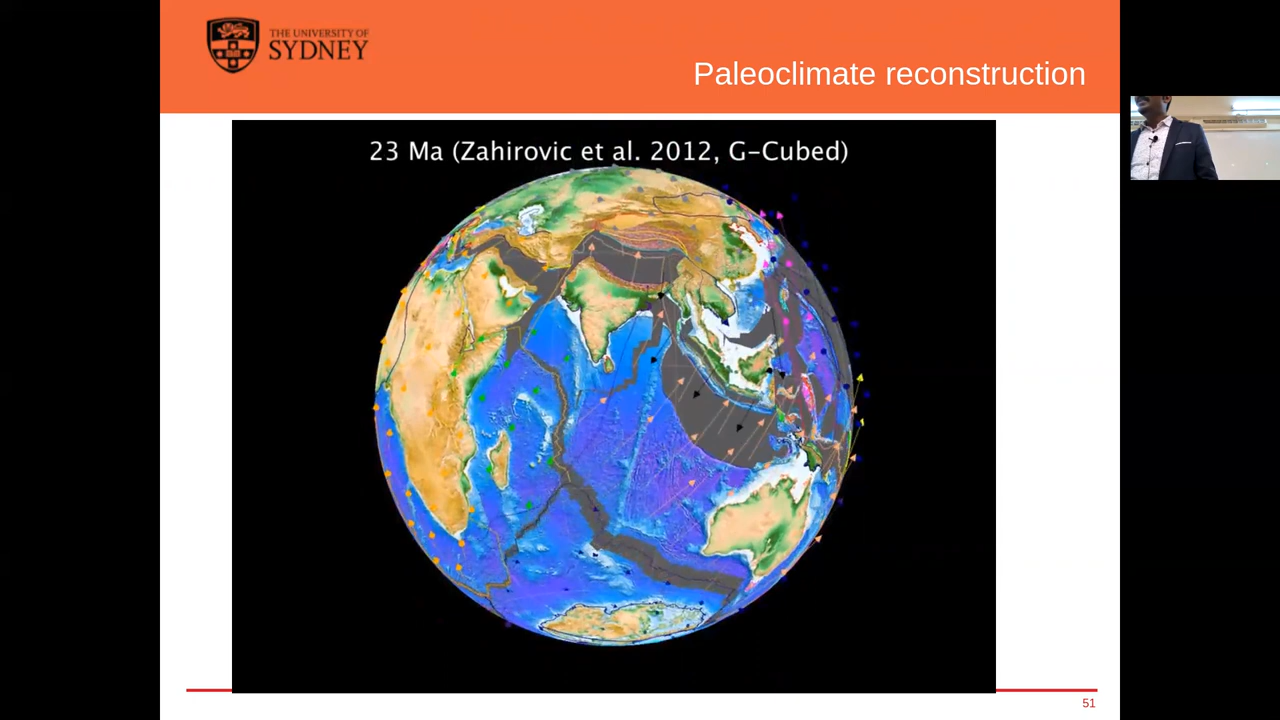 THE UNIVERSITY OF
SYDNEY
Paleoclimate reconstruction
23 Ma (Zahirovic et al. 2012, G-Cubed)
51